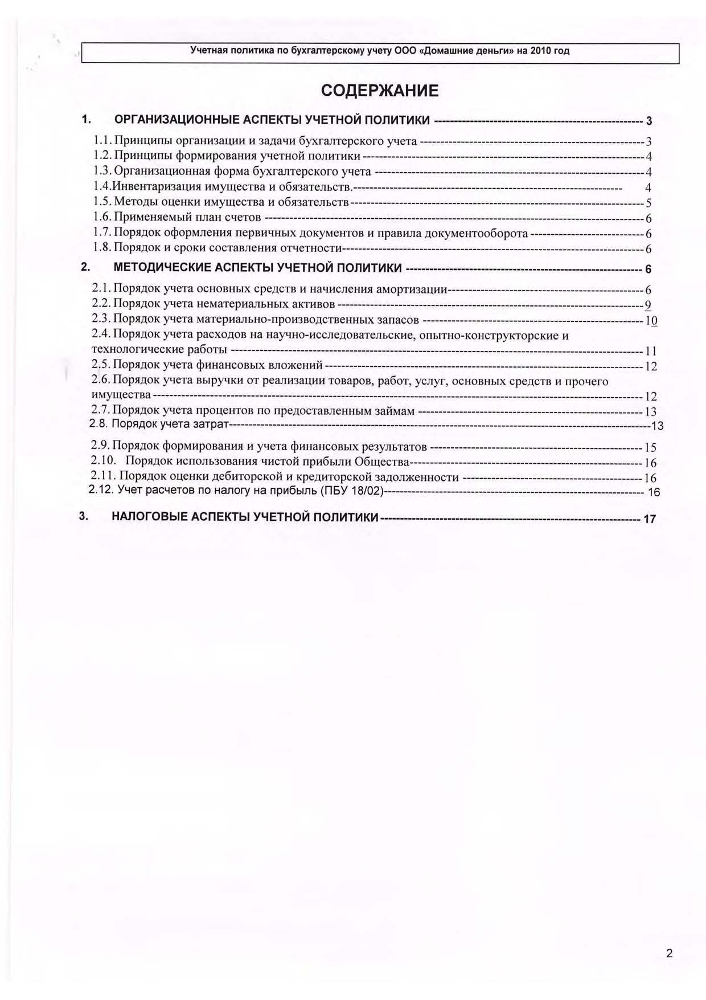 Учетная политика по бухгалтерскому учету ООО «Домашние деньги» на 2010 год
СОДЕРЖАНИЕ
1. ОРГАНИЗАЦИОННЫЕ АСПЕКТЫ УЧЕТНОЙ ПОЛИТИКИ ---------- 3
1.1. Принципы организации и задачи бухгалтерского учета ---------- 3
1.2. Принципы формирования учетной политики ---------- 4
1.3. Организационная форма бухгалтерского учета ---------- 4
1.4.Инвентаризация имущества и обязательств.---------- 4
1.5. Методы оценки имущества и обязательств ---------- 5
1.6. Применяемый план счетов ---------- 6
1.7. Порядок оформления первичных документов и правила документооборота ---------- 6
1.8. Порядок и сроки составления отчетности---------- 6
2. МЕТОДИЧЕСКИЕ АСПЕКТЫ УЧЕТНОЙ ПОЛИТИКИ ---------- 6
2.1. Порядок учета основных средств и начисления амортизации---------- 6
2.2. Порядок учета нематериальных активов ---------- 9
2.3. Порядок учета материально-производственных запасов ---------- 10
2.4. Порядок учета расходов на научно-исследовательские, опытно-конструкторские и
технологические работы ---------- 11
2.5. Порядок учета финансовых вложений ---------- 12
2.6. Порядок учета выручки от реализации товаров, работ, услуг, основных средств и прочего
имущества ---------- 12
2.7. Порядок учета процентов по предоставленным займам ---------- 13
2.8. Порядок учета затрат----------13
2.9. Порядок формирования и учета финансовых результатов ---------- 15
2.10. Порядок использования чистой прибыли Общества---------- 16
2.11. Порядок оценки дебиторской и кредиторской задолженности ---------- 16
2.12. Учет расчетов по налогу на прибыль (ПБУ 18/02)---------- 16
3. НАЛОГОВЫЕ АСПЕКТЫ УЧЕТНОЙ ПОЛИТИКИ ---------- 17
2